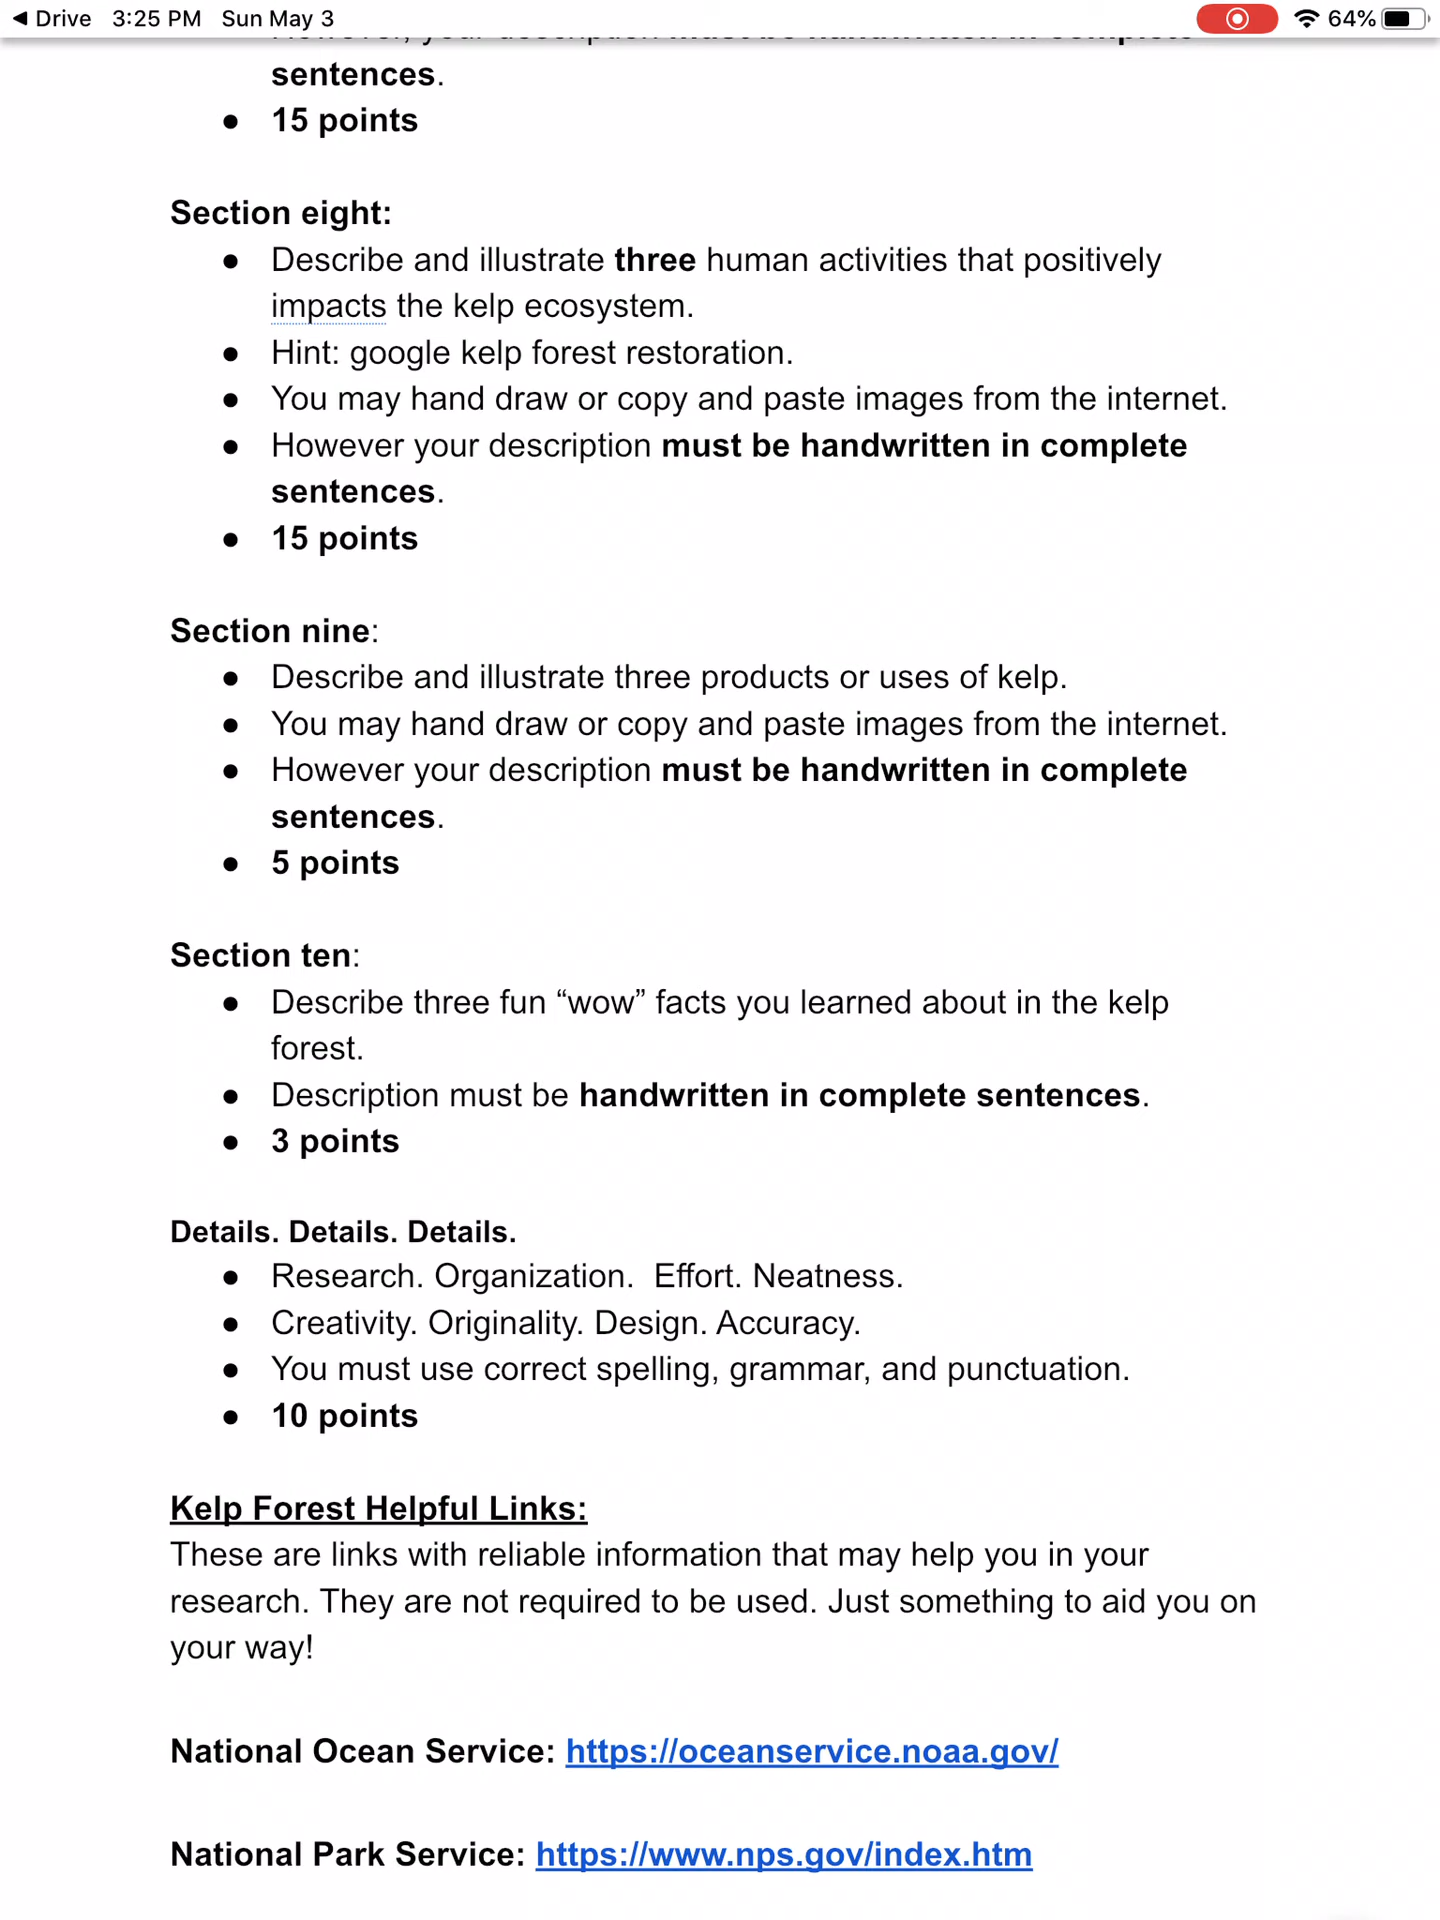 Drive 3:25 PM Sun May 3 64%
sentences.
● 15 points
Section eight:
● Describe and illustrate three human activities that positively
impacts the kelp ecosystem.
● Hint: google kelp forest restoration.
● You may hand draw or copy and paste images from the internet.
● However your description must be handwritten in complete
sentences.
● 15 points
Section nine:
● Describe and illustrate three products or uses of kelp.
● You may hand draw or copy and paste images from the internet.
● However your description must be handwritten in complete
sentences.
● 5 points
Section ten:
● Describe three fun “wow” facts you learned about in the kelp
forest.
● Description must be handwritten in complete sentences.
● 3 points
Details. Details. Details.
● Research. Organization.  Effort. Neatness.
● Creativity. Originality. Design. Accuracy.
● You must use correct spelling, grammar, and punctuation.
● 10 points
Kelp Forest Helpful Links:
These are links with reliable information that may help you in your
research. They are not required to be used. Just something to aid you on
your way!
National Ocean Service: https://oceanservice.noaa.gov/
National Park Service: https://www.nps.gov/index.htm